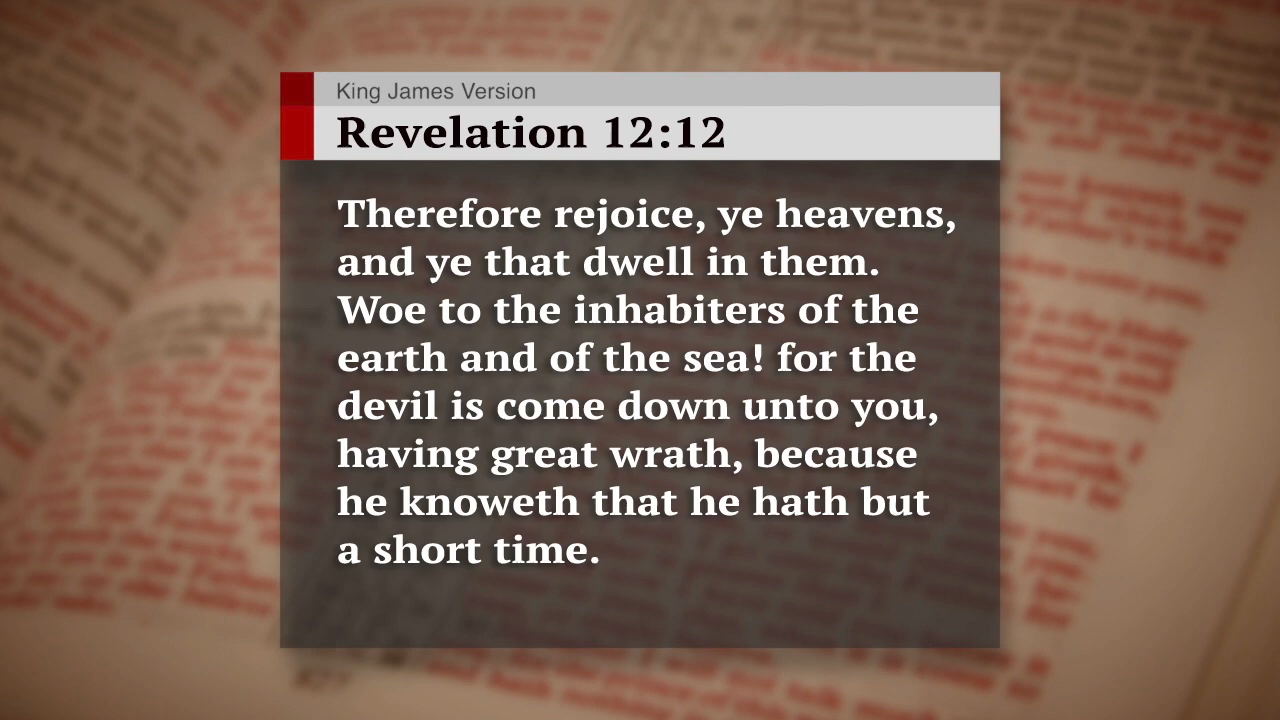 King James Version
Revelation 12:12
Therefore rejoice, ye heavens,
and ye that dwell in them.
Woe to the inhabiters of the
earth and of the sea! for the
devil is come down unto you,
having great wrath, because
he knoweth that he hath but
a short time.